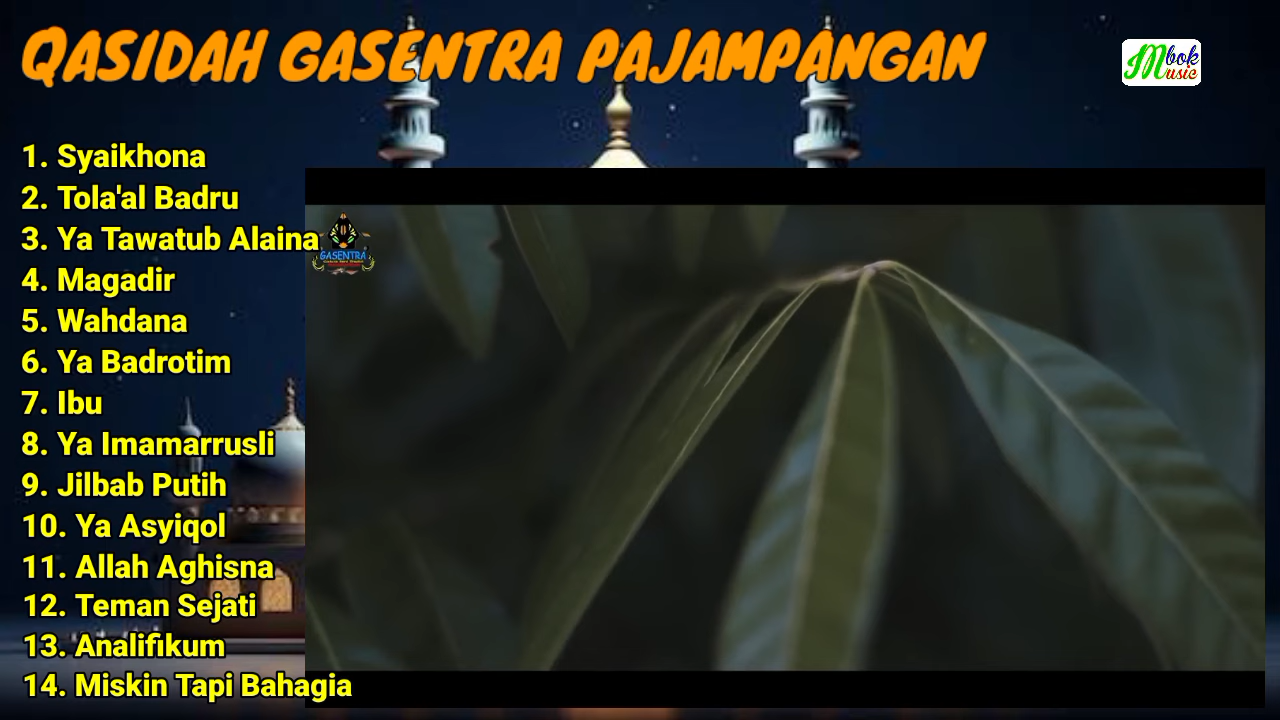 QASIDAH GASENTRA PAJAMPANGAN
Mbok
Music
1. Syaikhona
2. Tola'al Badru
3. Ya Tawatub Alaina
4. Magadir
5. Wahdana
6. Ya Badrotim
7. Ibu
8. Ya Imamarrusli
9. Jilbab Putih
10. Ya Asyiqol
11. Allah Aghisna
12. Teman Sejati
13. Analifikum
14. Miskin Tapi Bahagia
GASENTRA